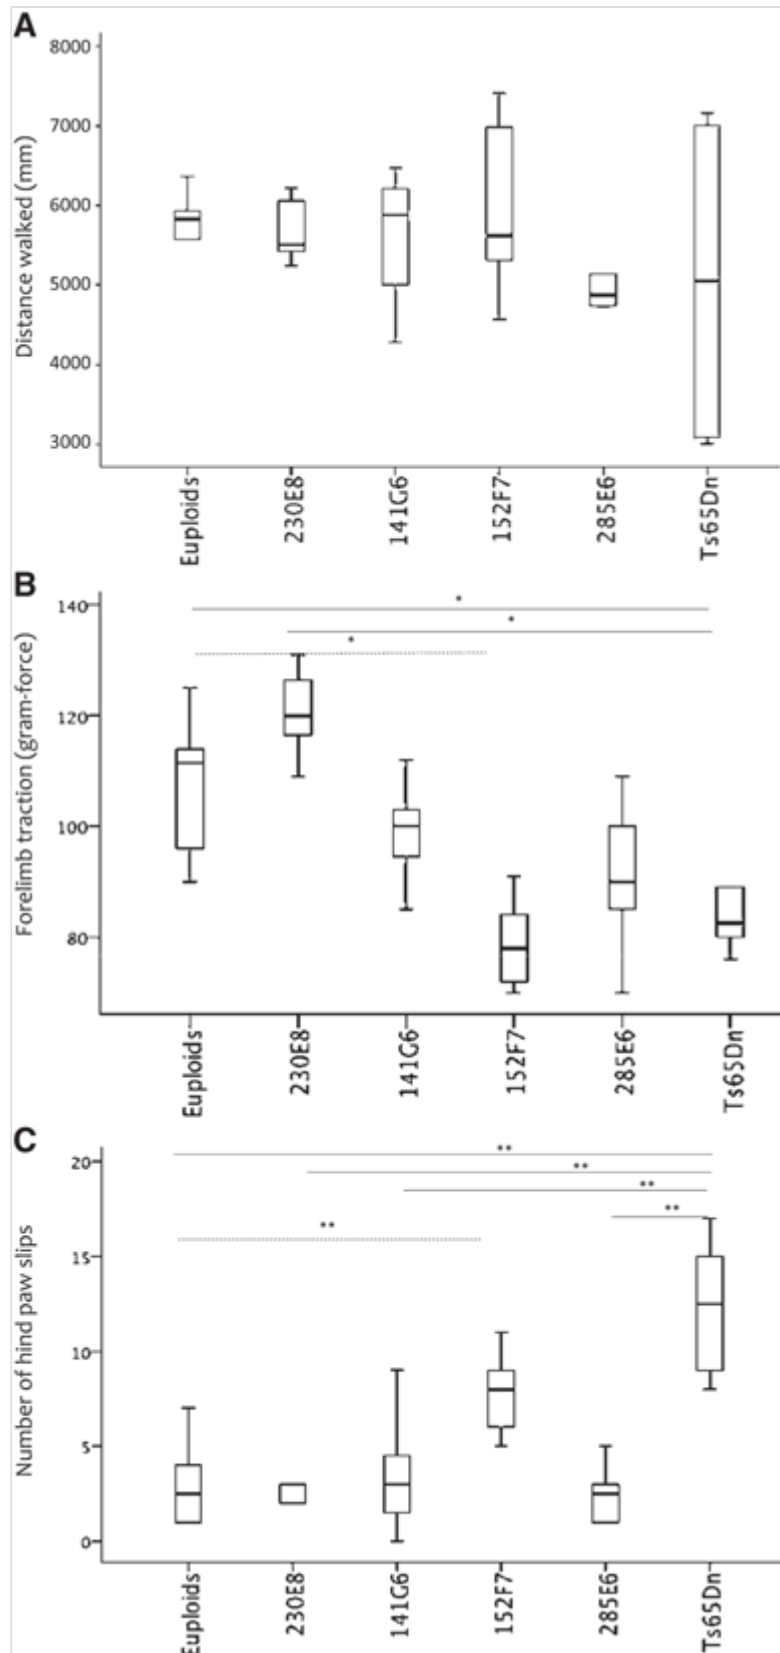 A
Distance walked (mm)
8000
7000
6000
5000
4000
3000
Euploids
230E8
141G6
152F7
285E6
Ts65Dn
B
Forelimb traction (gram-force)
140
120
100
80
*
*
*
Euploids
230E8
141G6
152F7
285E6
Ts65Dn
C
Number of hind paw slips
20
15
10
5
0
**
**
**
**
**
Euploids
230E8
141G6
152F7
285E6
Ts65Dn